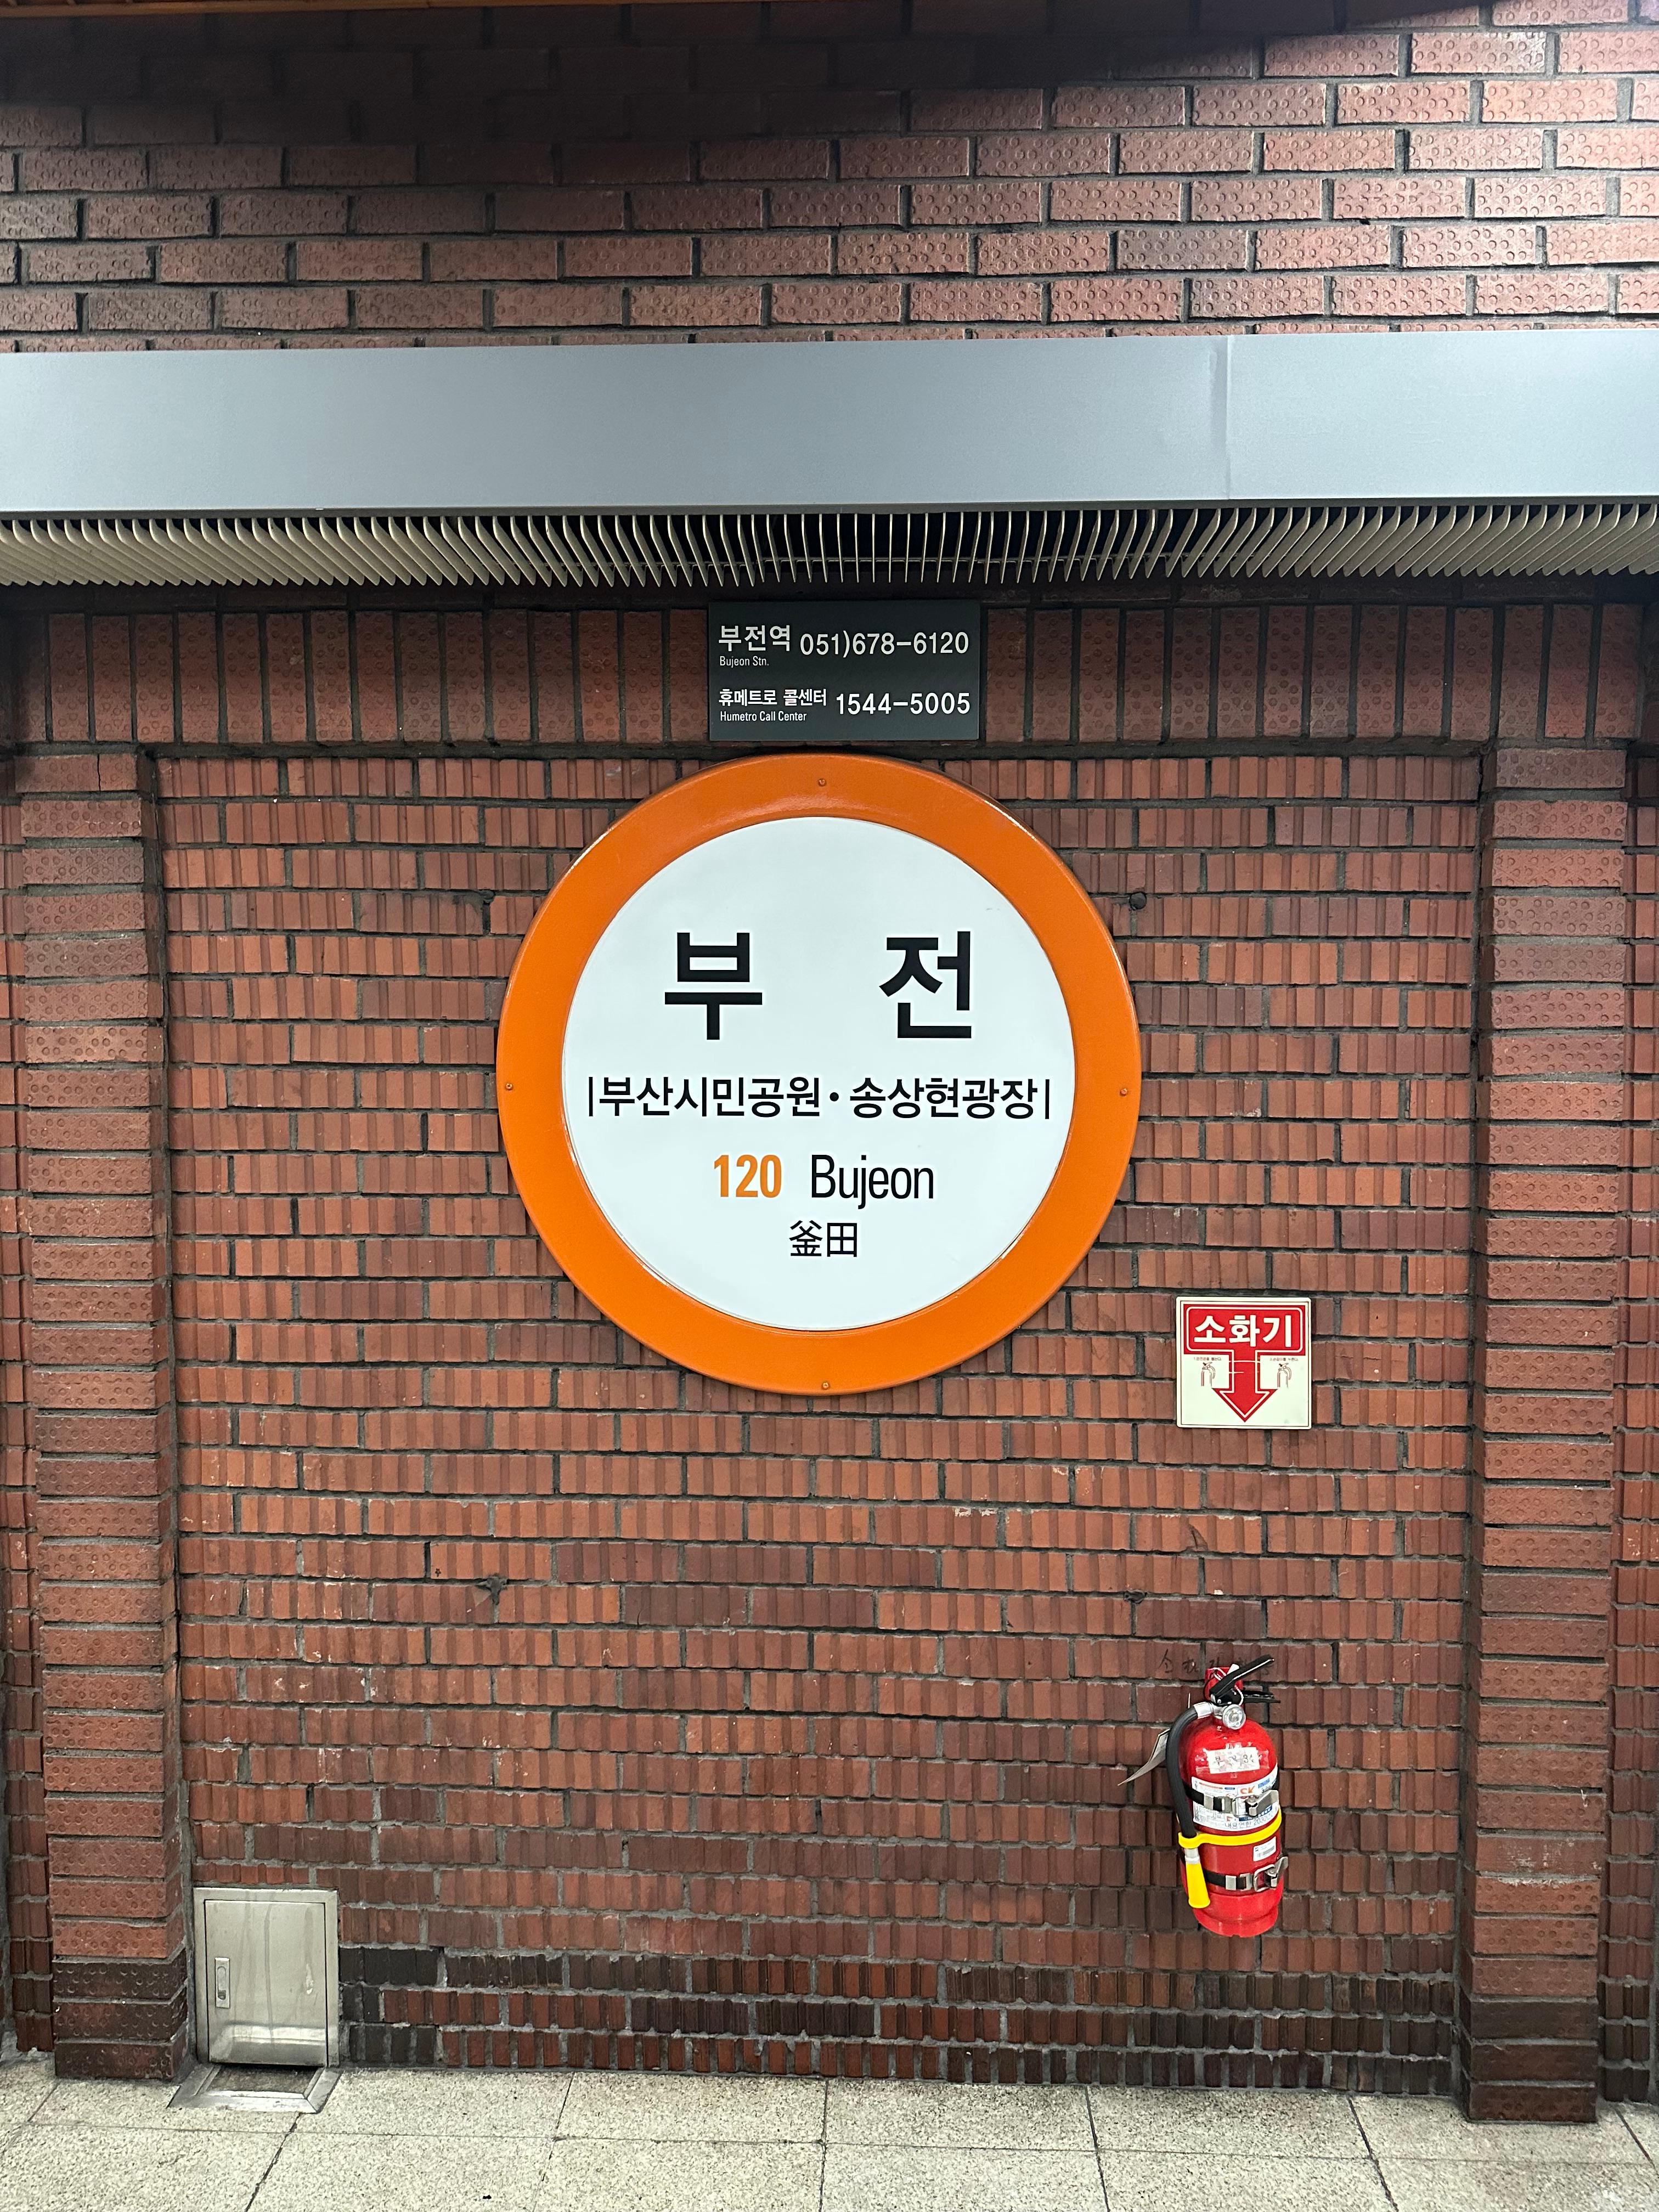 부전역 051)678-6120
Bujeon Stn.
휴메트로 콜센터 1544-5005
Humetro Call Center
부 전
|부산시민공원·송상현광장|
120 Bujeon
釜田
소화기